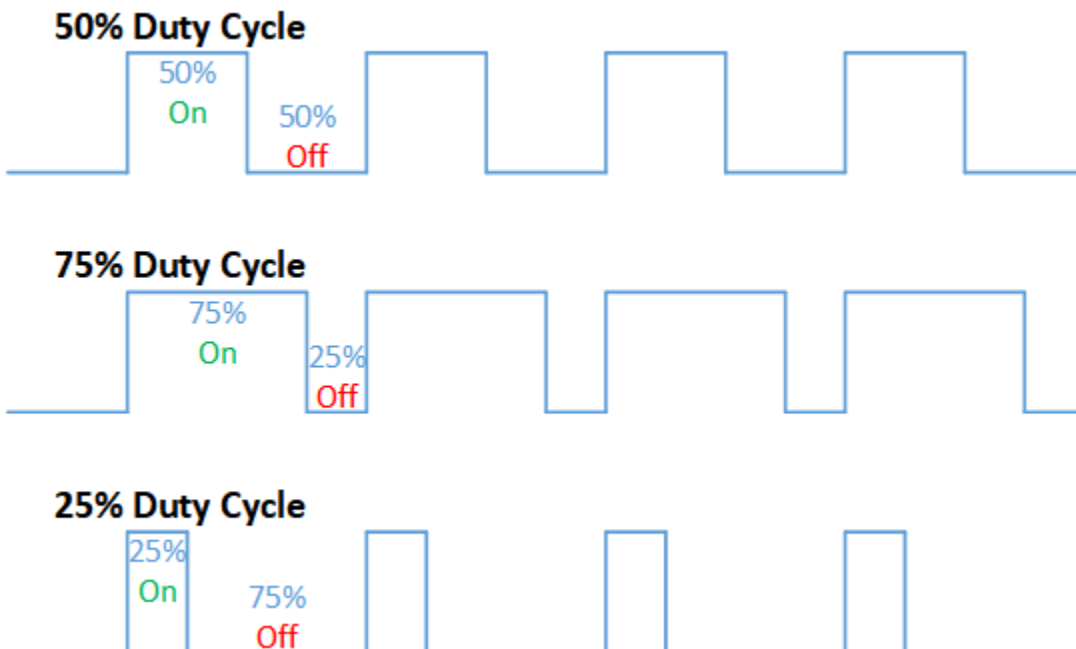 50% Duty Cycle
50%
On
50%
Off
75% Duty Cycle
75%
On
25%
Off
25% Duty Cycle
25%
On
75%
Off